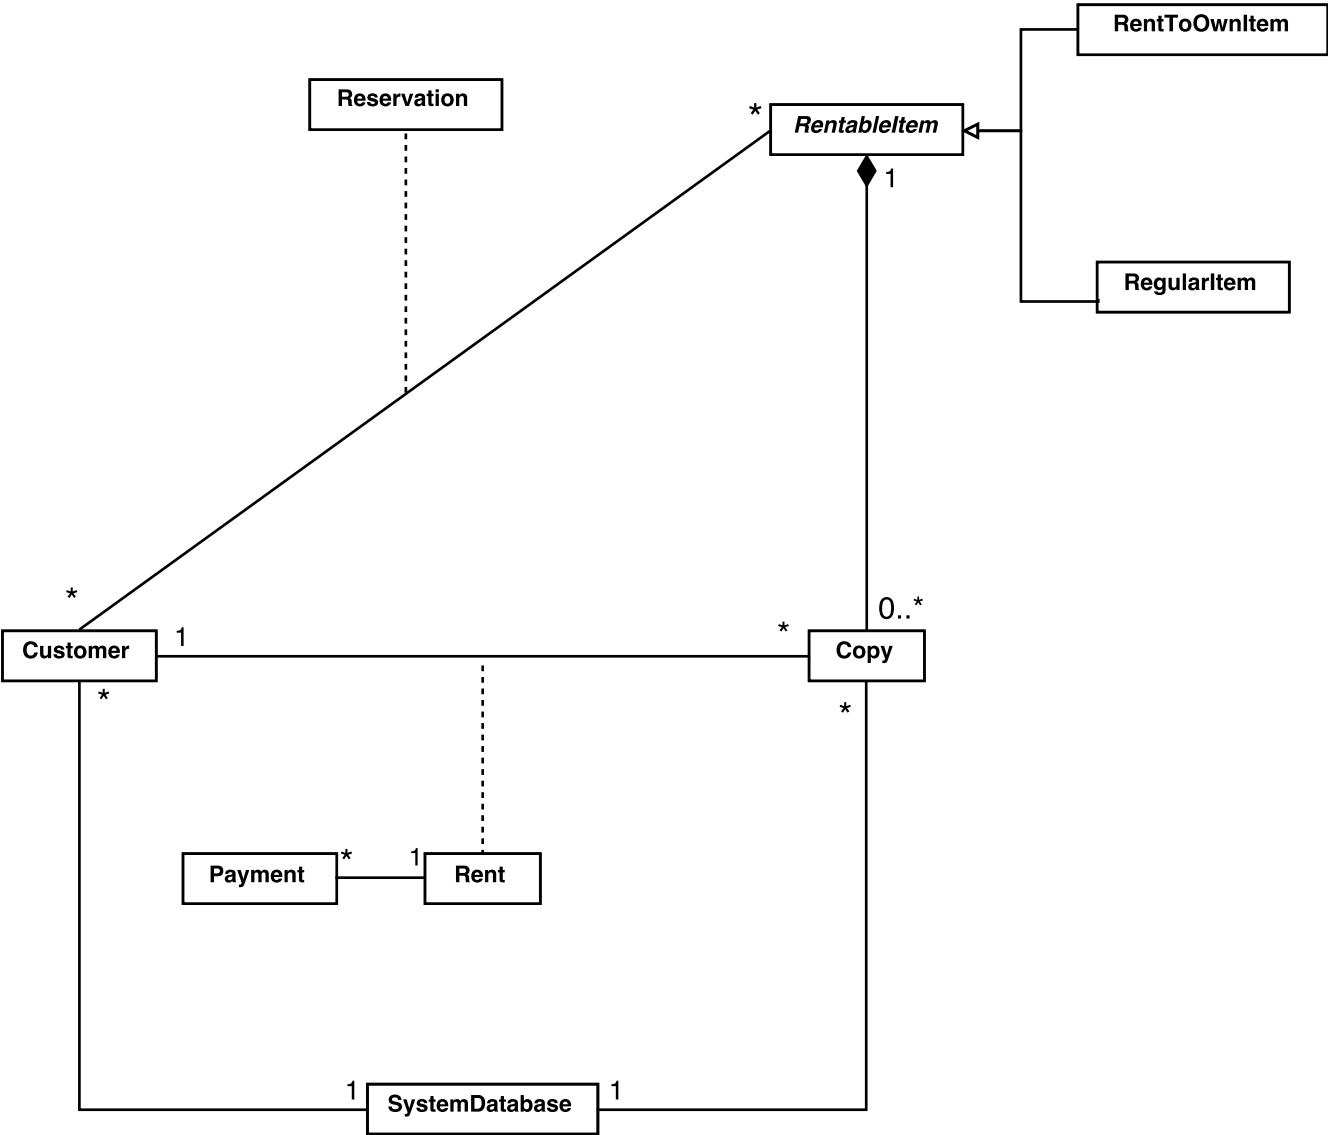 RentToOwnItem
Reservation
* RentableItem
1
RegularItem
*
0..*
Customer 1 * Copy
*
*
Payment * 1 Rent
1 SystemDatabase 1